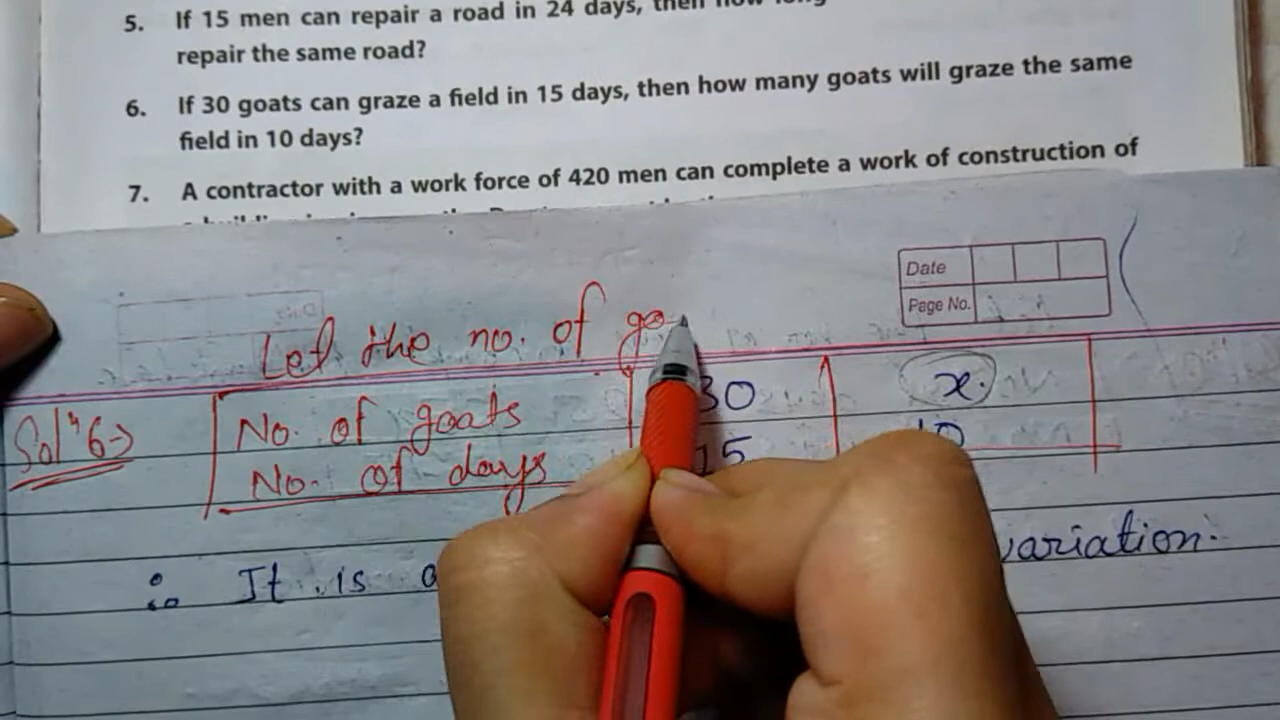 5. If 15 men can repair a road in 24 days, then how long
repair the same road?
6. If 30 goats can graze a field in 15 days, then how many goats will graze the same
field in 10 days?
7. A contractor with a work force of 420 men can complete a work of construction of
Date
Page No.
Let the no. of go
Solⁿ 6→ No. of goats 30 x.
No. of days 15 10
∴ It is a variation.